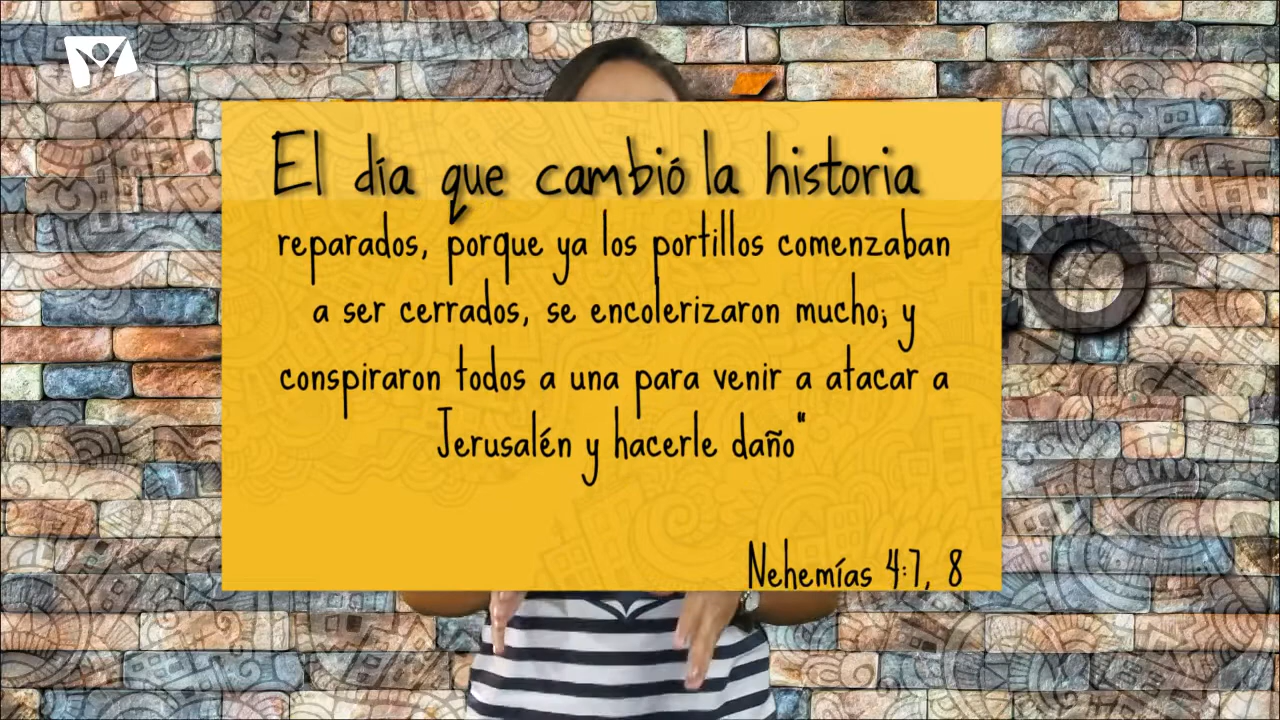 El día que cambió la historia
reparados, porque ya los portillos comenzaban
a ser cerrados, se encolerizaron mucho; y
conspiraron todos a una para venir a atacar a
Jerusalén y hacerle daño"
Nehemías 4:7, 8